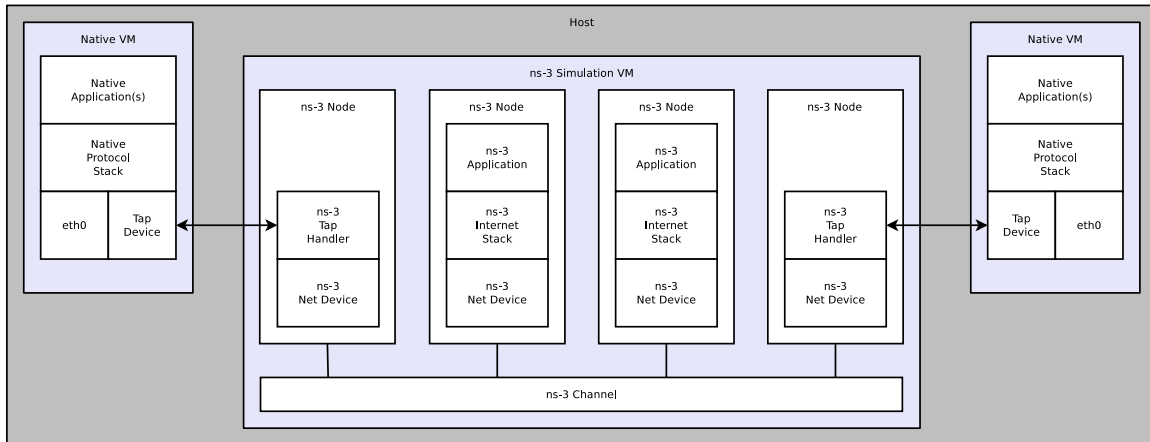 Host
Native VM
Native
Application(s)
Native
Protocol
Stack
eth0
Tap
Device
ns-3 Simulation VM
ns-3 Node
ns-3
Tap
Handler
ns-3
Net Device
ns-3 Node
ns-3
Application
ns-3
Internet
Stack
ns-3
Net Device
ns-3 Node
ns-3
Application
ns-3
Internet
Stack
ns-3
Net Device
ns-3 Node
ns-3
Tap
Handler
ns-3
Net Device
ns-3 Channel
Native VM
Native
Application(s)
Native
Protocol
Stack
Tap
Device
eth0